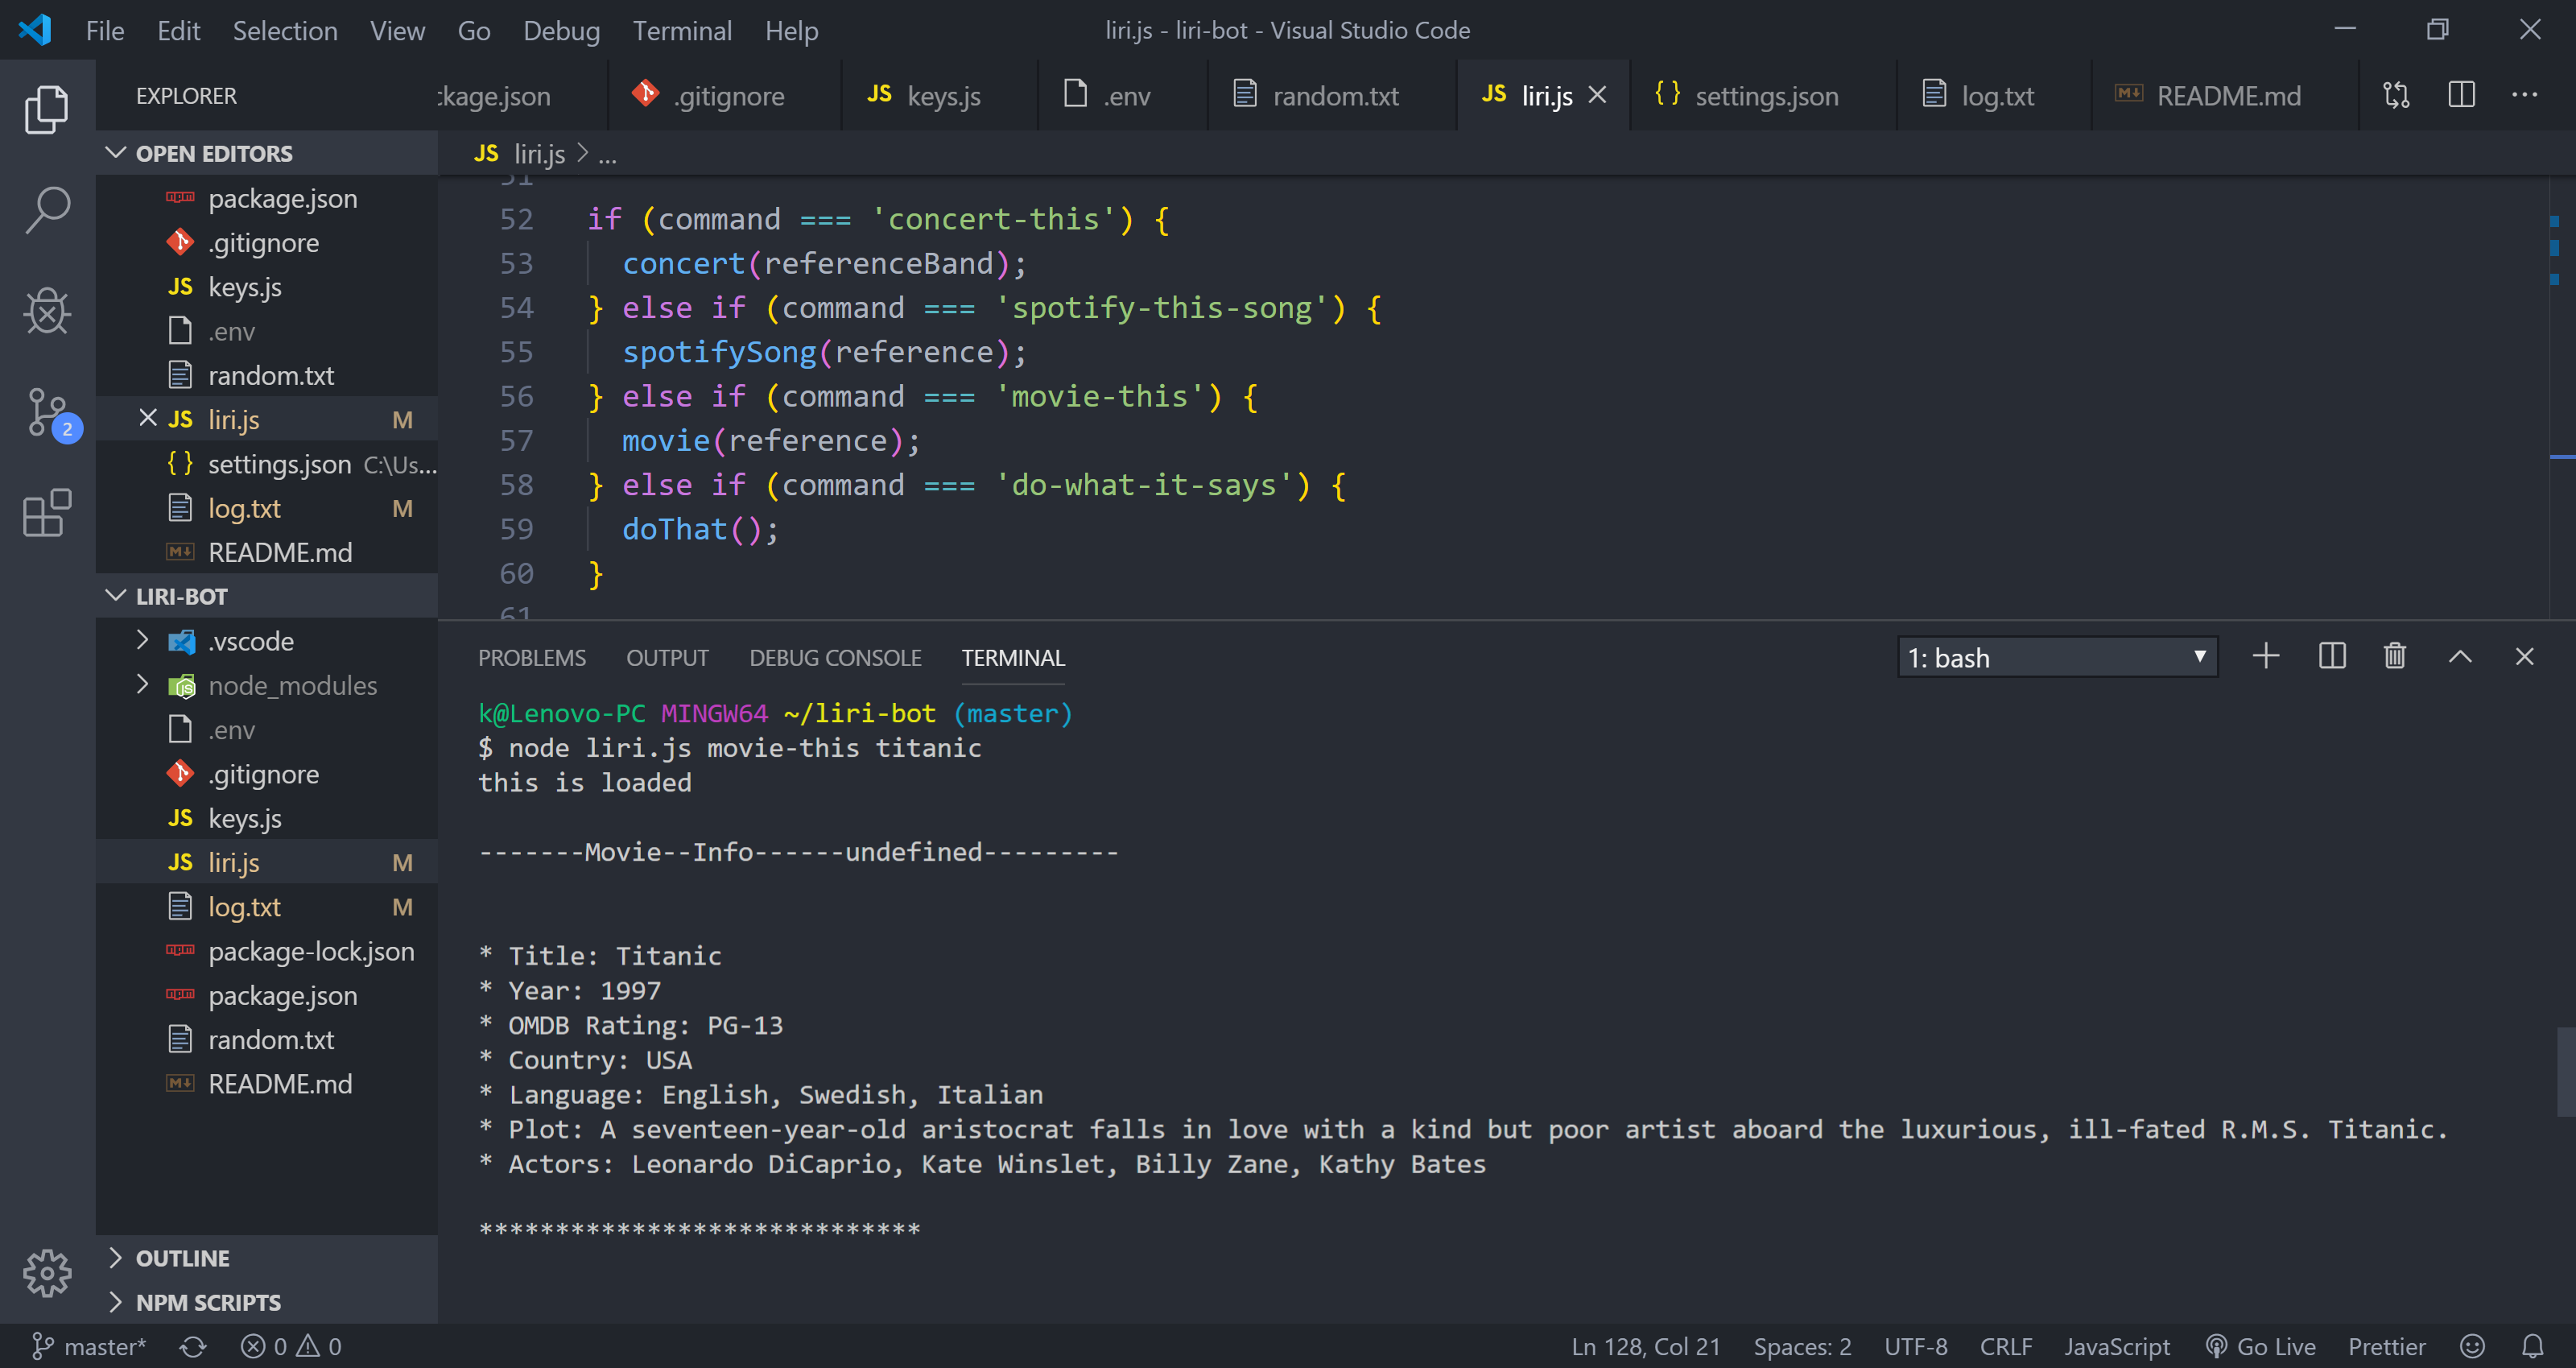 File Edit Selection View Go Debug Terminal Help
liri.js - liri-bot - Visual Studio Code
EXPLORER
OPEN EDITORS
package.json
.gitignore
JS keys.js
.env
random.txt
JS liri.js M
{ } settings.json C:\Us...
log.txt M
README.md
LIRI-BOT
.vscode
node_modules
.env
.gitignore
JS keys.js
JS liri.js M
log.txt M
package-lock.json
package.json
random.txt
README.md
OUTLINE
NPM SCRIPTS
2
ckage.json .gitignore JS keys.js .env random.txt JS liri.js { } settings.json log.txt README.md
JS liri.js > ...
51
52 if (command === 'concert-this') {
53 concert(referenceBand);
54 } else if (command === 'spotify-this-song') {
55 spotifySong(reference);
56 } else if (command === 'movie-this') {
57 movie(reference);
58 } else if (command === 'do-what-it-says') {
59 doThat();
60 }
61
PROBLEMS OUTPUT DEBUG CONSOLE TERMINAL 1: bash
k@Lenovo-PC MINGW64 ~/liri-bot (master)
$ node liri.js movie-this titanic
this is loaded
-------Movie--Info------undefined---------
* Title: Titanic
* Year: 1997
* OMDB Rating: PG-13
* Country: USA
* Language: English, Swedish, Italian
* Plot: A seventeen-year-old aristocrat falls in love with a kind but poor artist aboard the luxurious, ill-fated R.M.S. Titanic.
* Actors: Leonardo DiCaprio, Kate Winslet, Billy Zane, Kathy Bates
*****************************
master* 0 0 Ln 128, Col 21 Spaces: 2 UTF-8 CRLF JavaScript Go Live Prettier